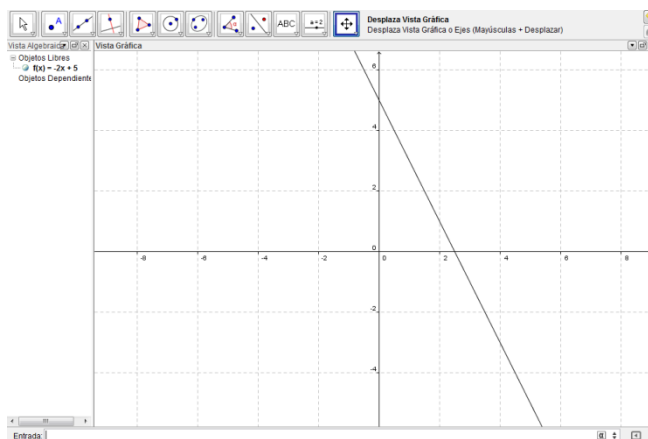 ABC
a=2
Desplaza Vista Gráfica
Desplaza Vista Gráfica o Ejes (Mayúsculas + Desplazar)
Vista Algebraic
Vista Gráfica
Objetos Libres
f(x) = -2x + 5
Objetos Dependiente
6
4
2
0
-8 -6 -4 -2 0 2 4 6 8
-2
-4
Entrada:
α